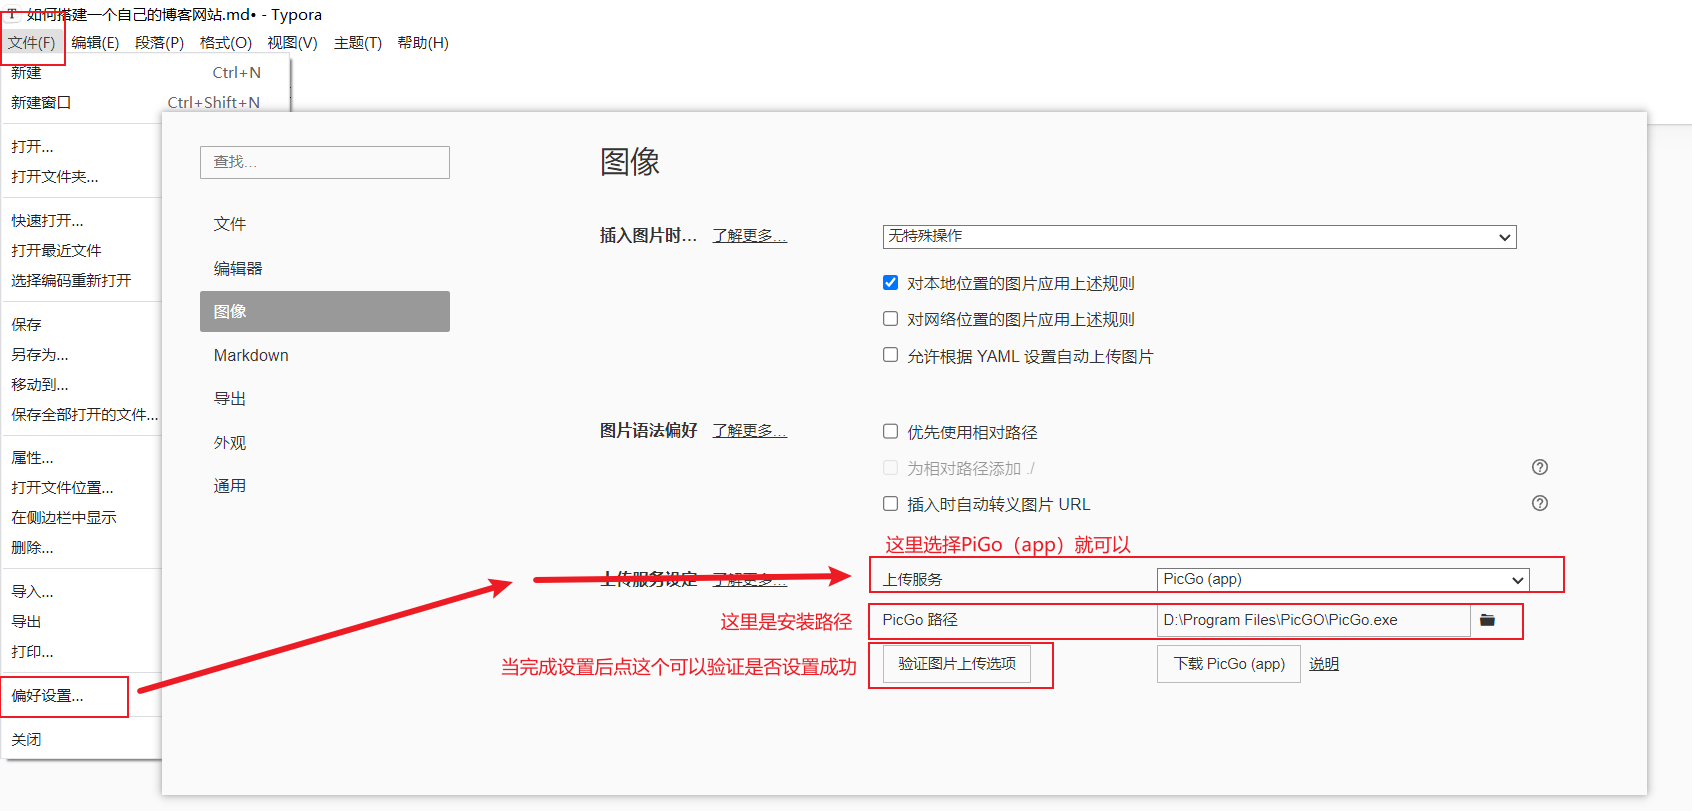 T 如何搭建一个自己的博客网站.md• - Typora
文件(F) 编辑(E) 段落(P) 格式(O) 视图(V) 主题(T) 帮助(H)
新建 Ctrl+N
新建窗口 Ctrl+Shift+N
打开...
打开文件夹...
快速打开...
打开最近文件
选择编码重新打开
保存
另存为...
移动到...
保存全部打开的文件...
属性...
打开文件位置...
在侧边栏中显示
删除...
导入...
导出
打印...
偏好设置...
关闭
查找...
文件
编辑器
图像
Markdown
导出
外观
通用
图像
插入图片时... 了解更多...
无特殊操作
对本地位置的图片应用上述规则
对网络位置的图片应用上述规则
允许根据 YAML 设置自动上传图片
图片语法偏好 了解更多...
优先使用相对路径
为相对路径添加 ./
插入时自动转义图片 URL
这里选择PiGo（app）就可以
上传服务设定 了解更多...
上传服务 PicGo (app)
这里是安装路径
PicGo 路径 D:\Program Files\PicGO\PicGo.exe
当完成设置后点这个可以验证是否设置成功
验证图片上传选项 下载 PicGo (app) 说明